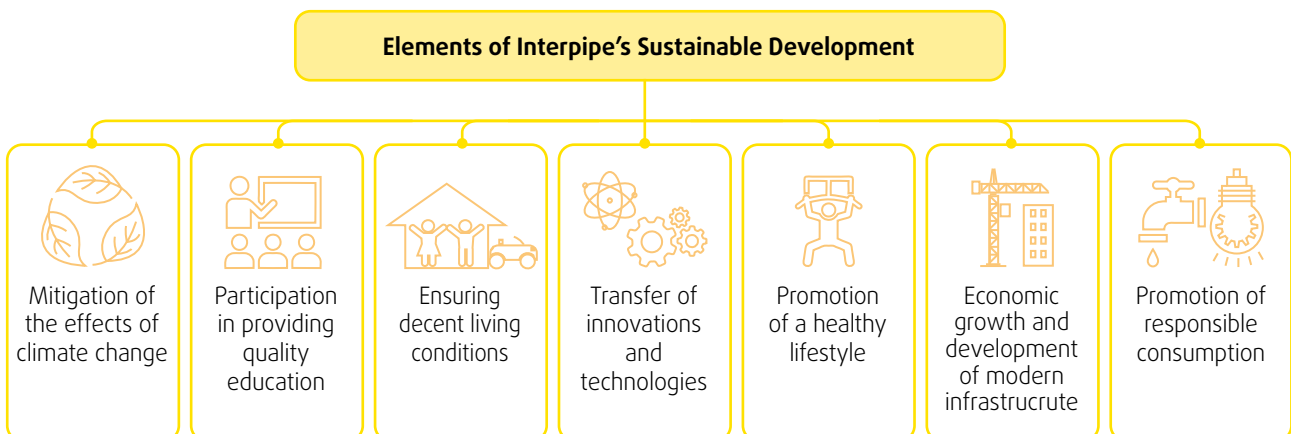 Elements of Interpipe's Sustainable Development
Mitigation of
the effects of
climate change
Participation
in providing
quality
education
Ensuring
decent living
conditions
Transfer of
innovations
and
technologies
Promotion
of a healthy
lifestyle
Economic
growth and
development
of modern
infrastrucrute
Promotion of
responsible
consumption